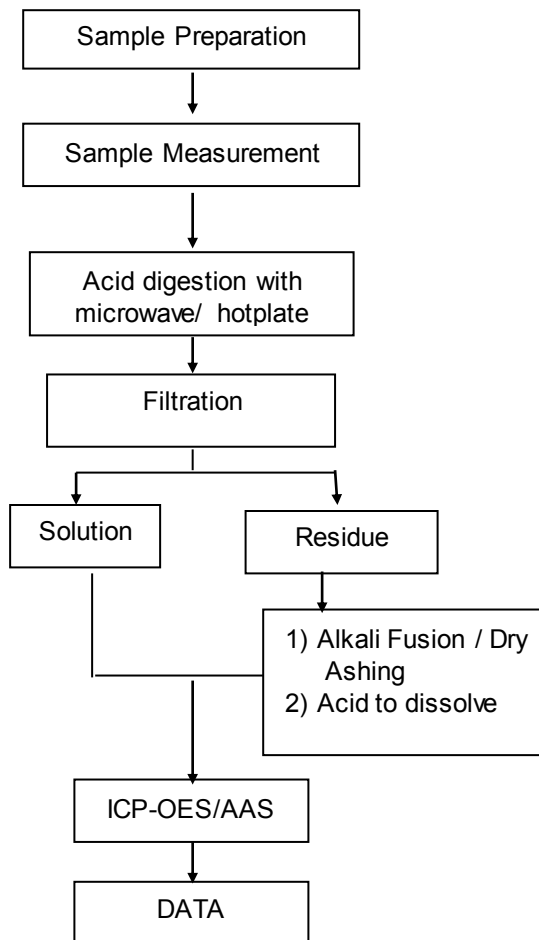 Sample Preparation
Sample Measurement
Acid digestion with
microwave/ hotplate
Filtration
Solution
Residue
1) Alkali Fusion / Dry
Ashing
2) Acid to dissolve
ICP-OES/AAS
DATA